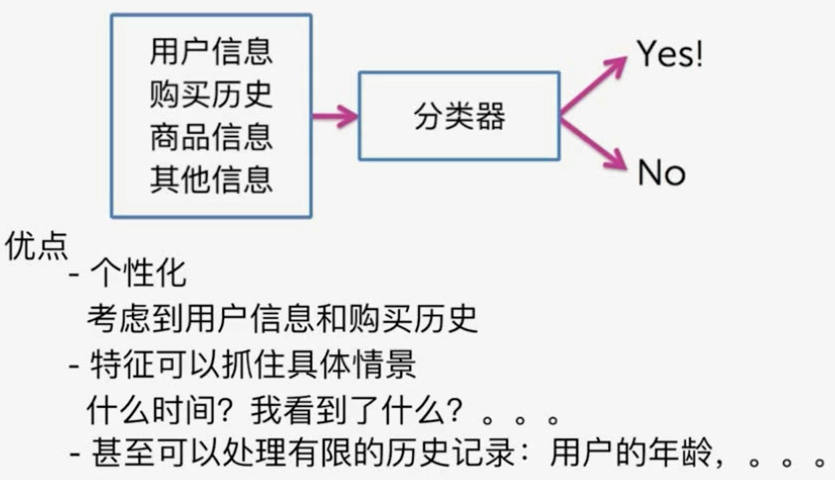 用户信息
购买历史
商品信息
其他信息
分类器
Yes!
No
优点
- 个性化
考虑到用户信息和购买历史
- 特征可以抓住具体情景
什么时间？我看到了什么？。。。
- 甚至可以处理有限的历史记录：用户的年龄，。。。